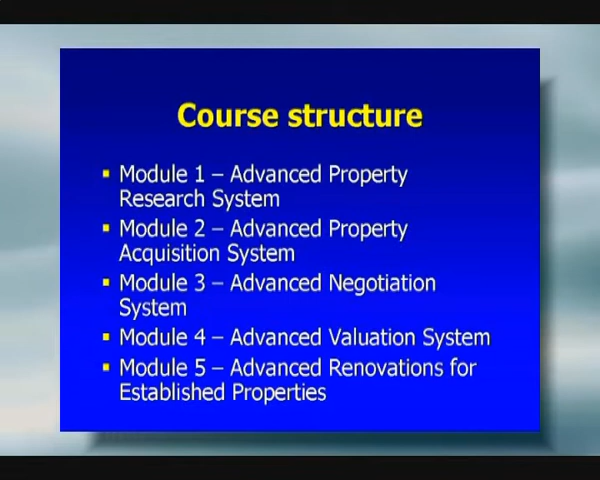 Course structure
▪ Module 1 – Advanced Property
Research System
▪ Module 2 – Advanced Property
Acquisition System
▪ Module 3 – Advanced Negotiation
System
▪ Module 4 – Advanced Valuation System
▪ Module 5 – Advanced Renovations for
Established Properties